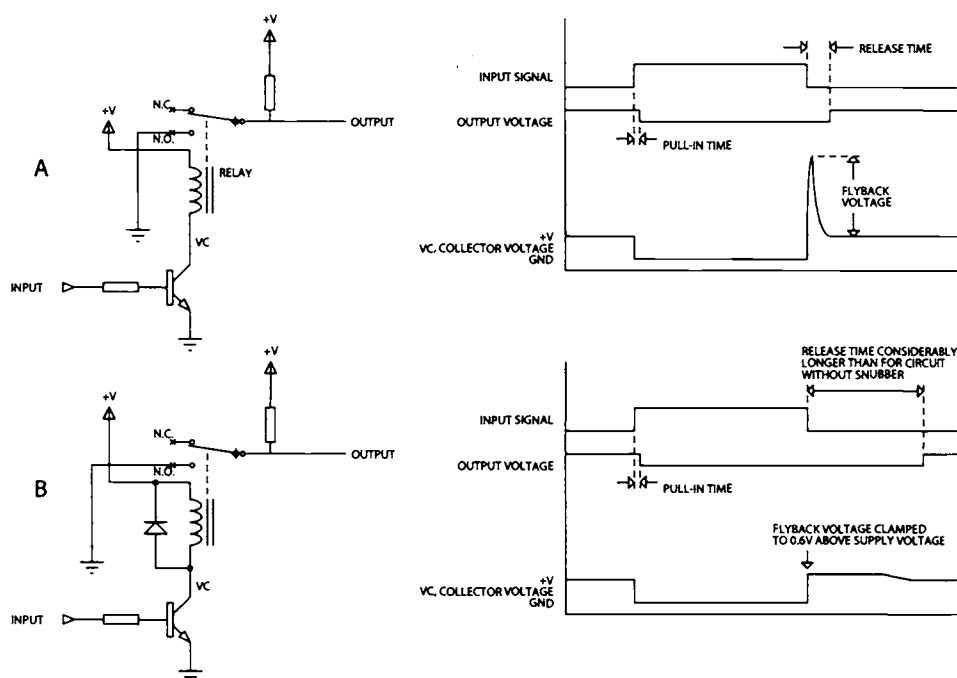 +V
N.C.
+V
N.O.
OUTPUT
A
RELAY
VC
INPUT
RELEASE TIME
INPUT SIGNAL
OUTPUT VOLTAGE
PULL-IN TIME
FLYBACK
VOLTAGE
+V
VC, COLLECTOR VOLTAGE
GND
+V
+V
N.C.
OUTPUT
N.O.
B
VC
INPUT
RELEASE TIME CONSIDERABLY
LONGER THAN FOR CIRCUIT
WITHOUT SNUBBER
INPUT SIGNAL
OUTPUT VOLTAGE
PULL-IN TIME
FLYBACK VOLTAGE CLAMPED
TO 0.6V ABOVE SUPPLY VOLTAGE
+V
VC, COLLECTOR VOLTAGE
GND